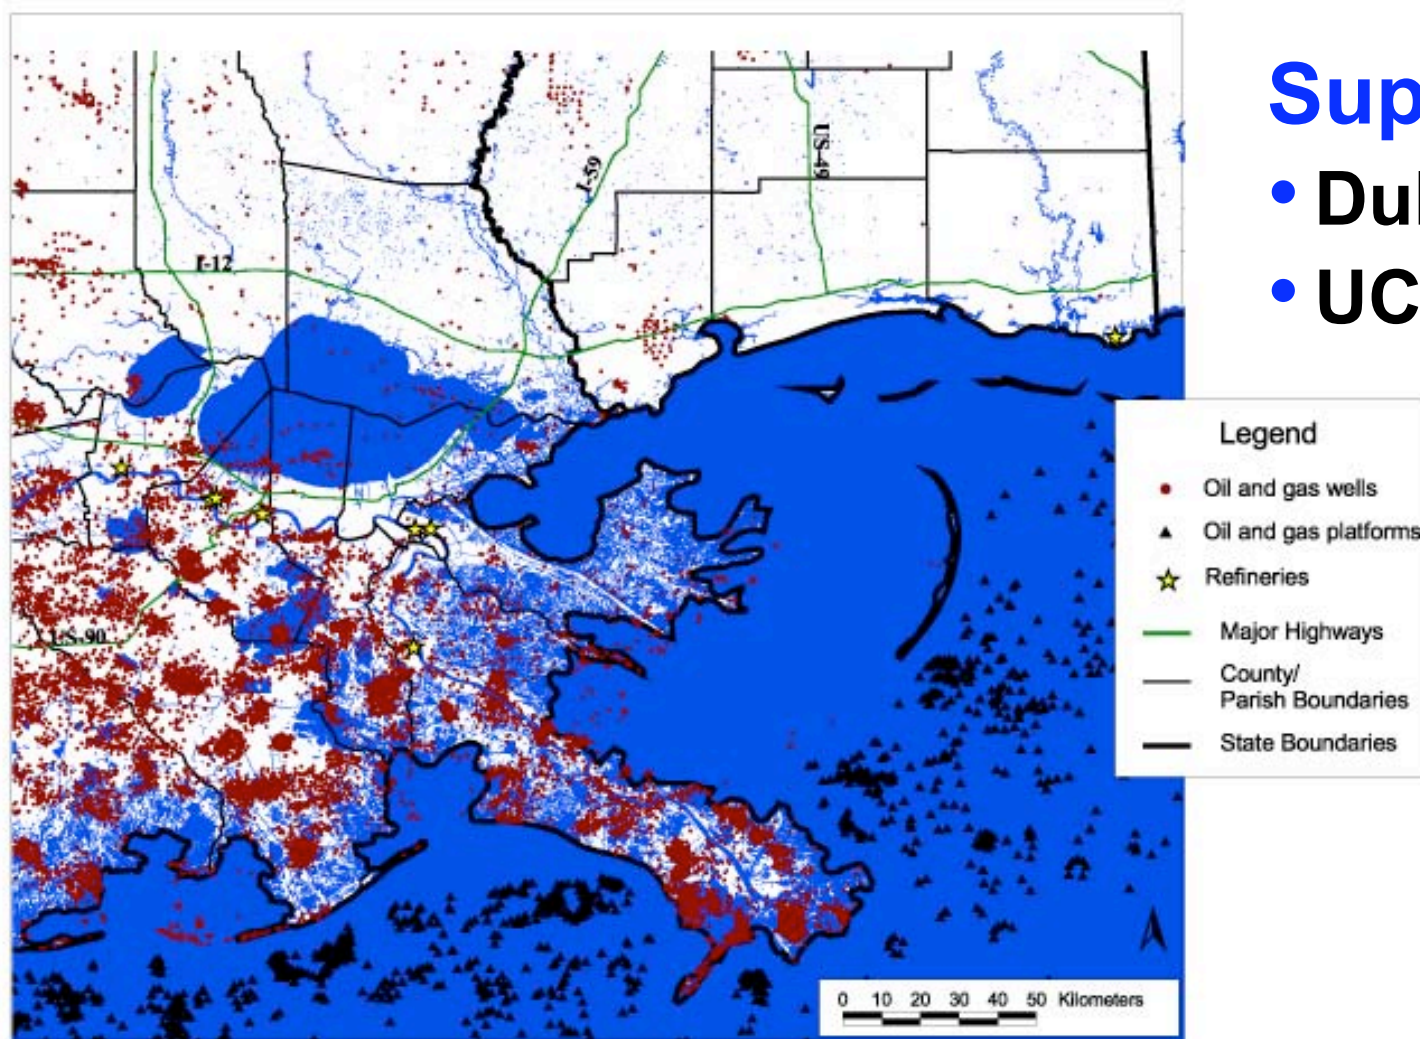 Sup
• Dul
• UC
I-59
US-49
I-12
US-90
Legend
Oil and gas wells
Oil and gas platforms
Refineries
Major Highways
County/
Parish Boundaries
State Boundaries
0 10 20 30 40 50 Kilometers